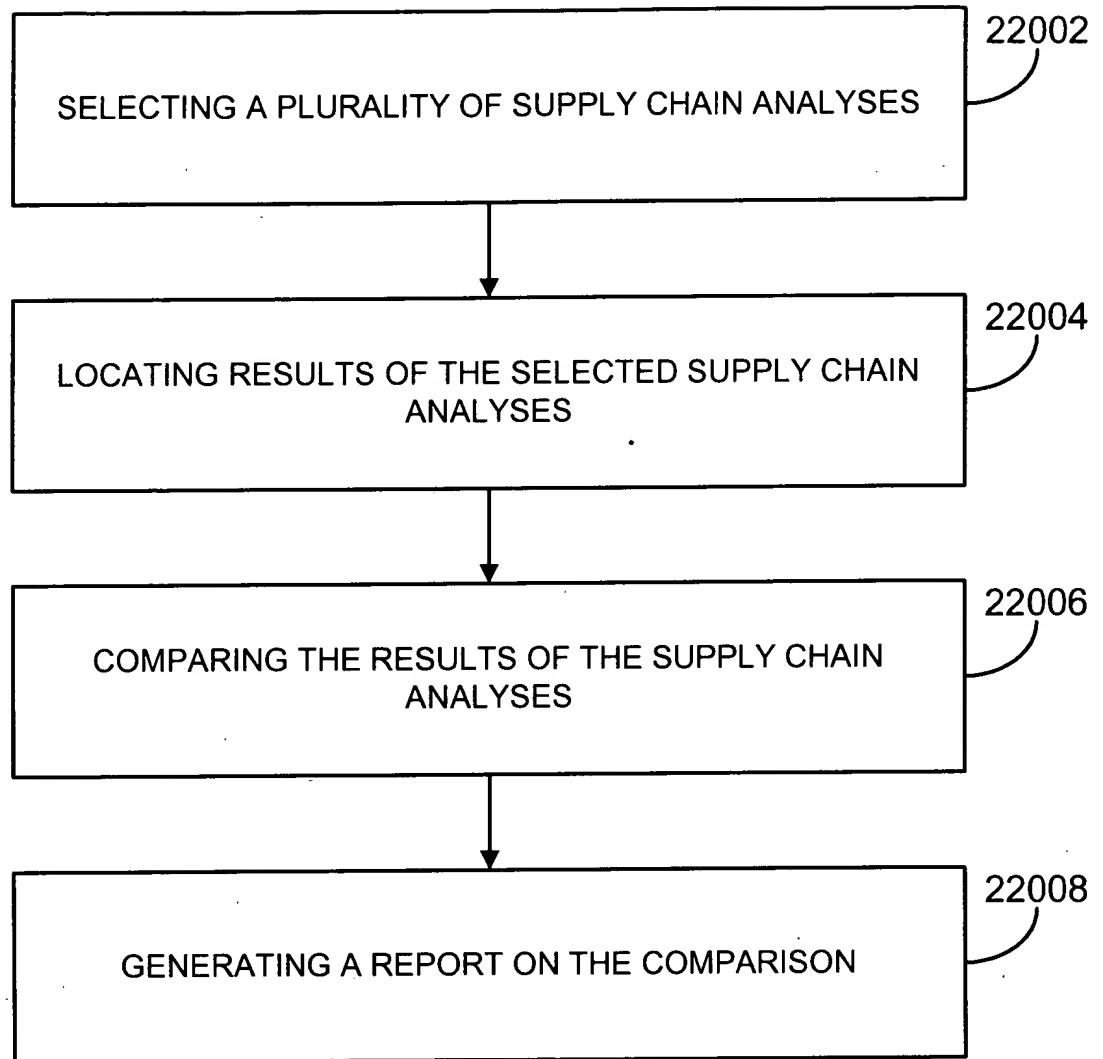 22002
SELECTING A PLURALITY OF SUPPLY CHAIN ANALYSES
22004
LOCATING RESULTS OF THE SELECTED SUPPLY CHAIN
ANALYSES
22006
COMPARING THE RESULTS OF THE SUPPLY CHAIN
ANALYSES
22008
GENERATING A REPORT ON THE COMPARISON